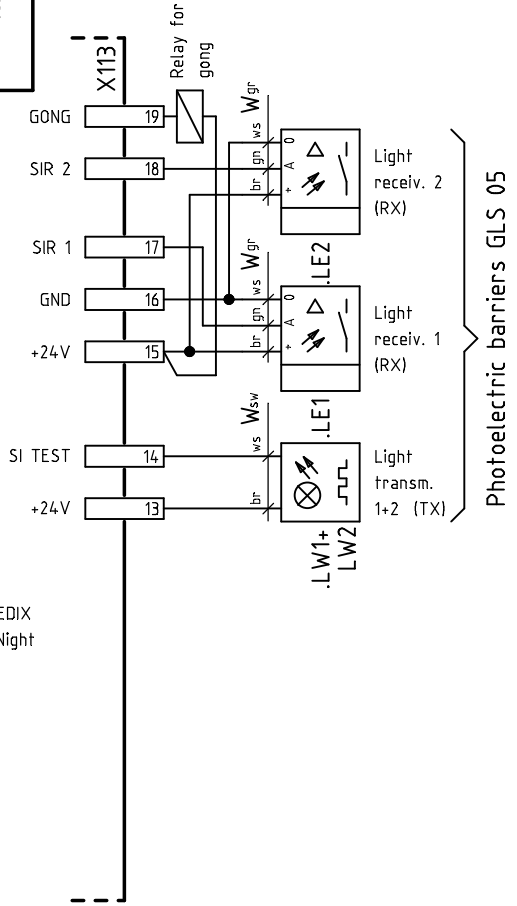 X113
Relay for
gong
GONG
19
SIR 2
18
SIR 1
17
GND
16
+24V
15
SI TEST
14
+24V
13
Wgr
ws
gn
br
0
A
+
Light
receiv. 2
(RX)
.LE2
Wgr
ws
gn
br
0
A
+
Light
receiv. 1
(RX)
.LE1
Wsw
ws
br
Light
transm.
1+2 (TX)
.LW1+
LW2
Photoelectric barriers GLS 05
EDIX
Night